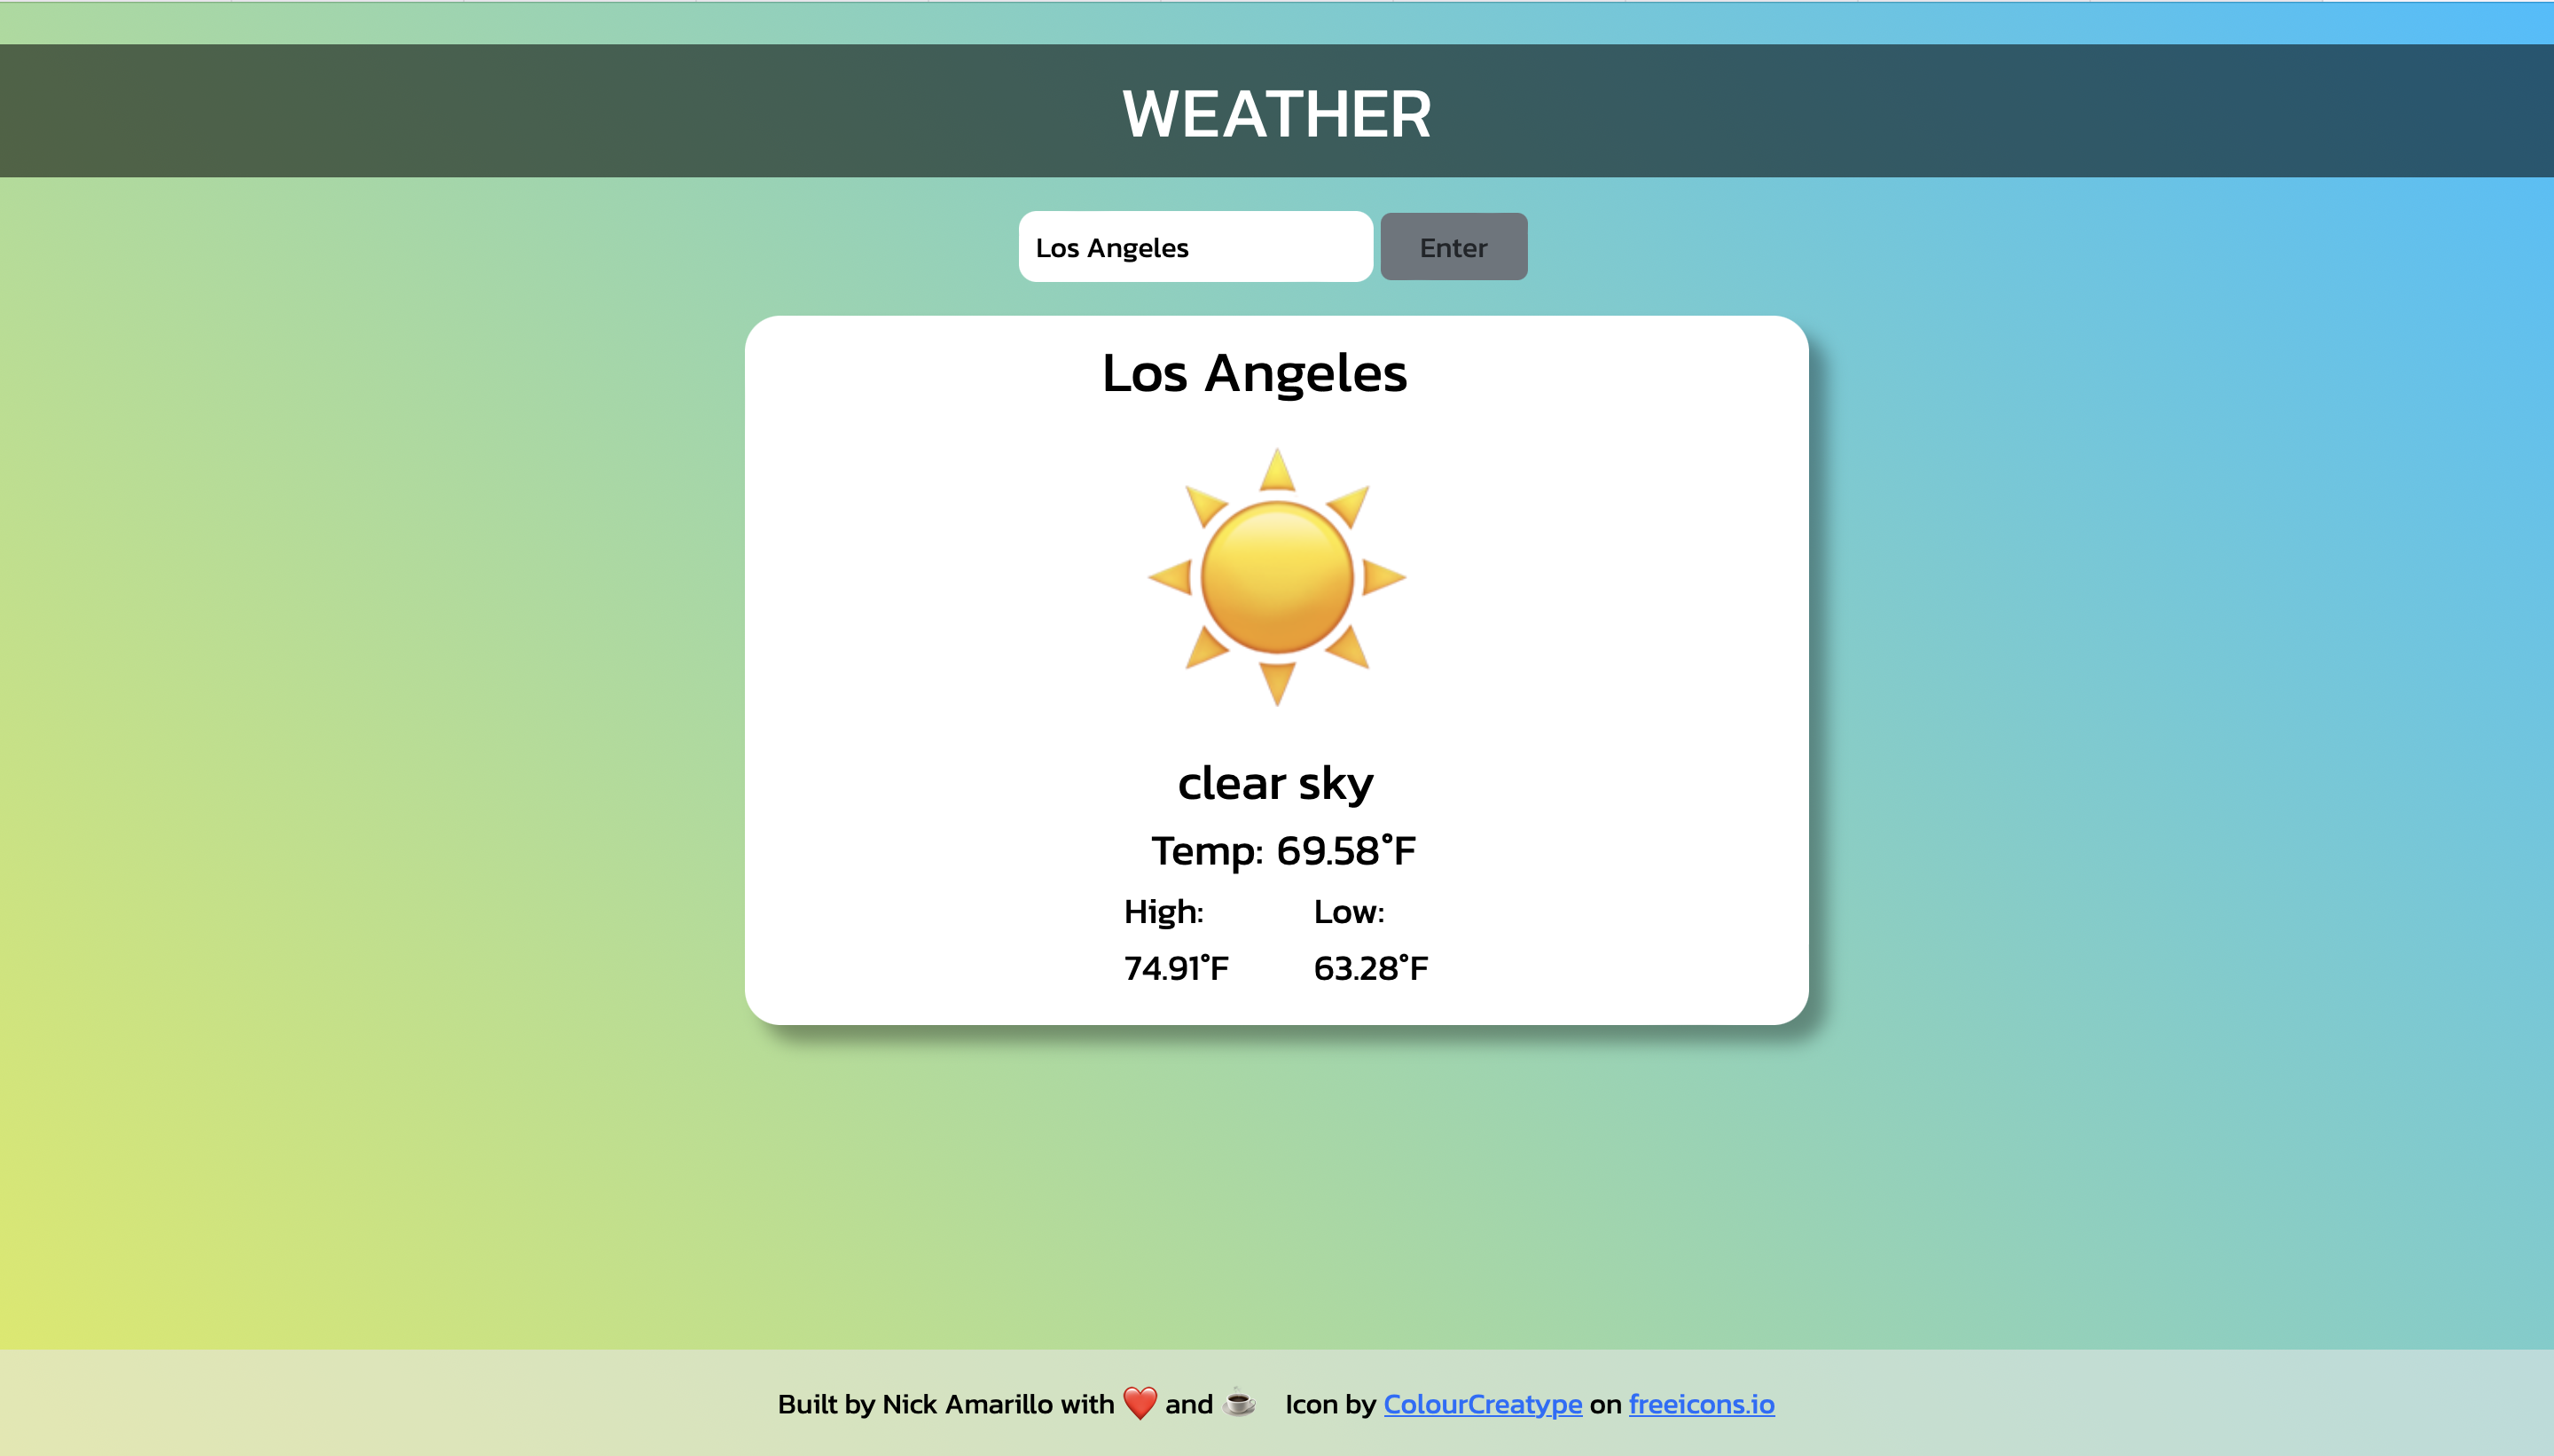 WEATHER
Los Angeles Enter
Los Angeles
clear sky
Temp: 69.58°F
High: Low:
74.91°F 63.28°F
Built by Nick Amarillo with ❤️ and ☕ Icon by ColourCreatype on freeicons.io